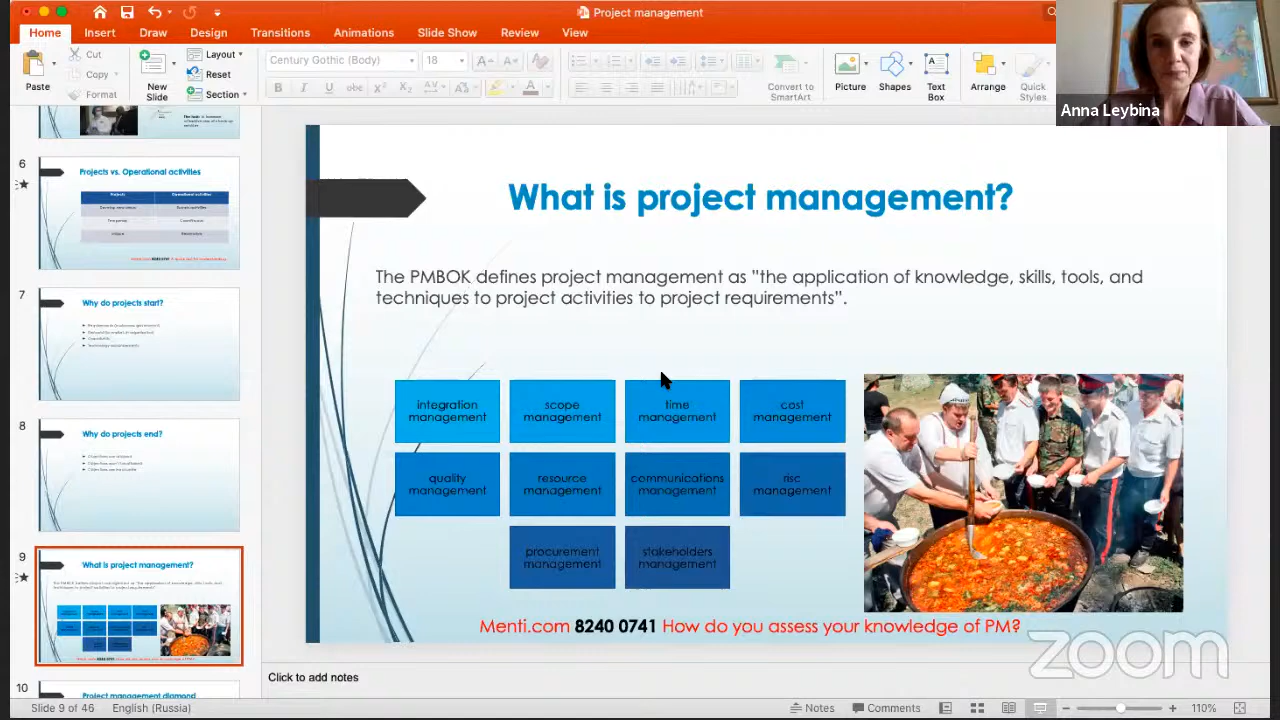 Project management
Home Insert Draw Design Transitions Animations Slide Show Review View
Paste
Cut
Copy
Format
New
Slide
Layout
Reset
Section
Century Gothic (Body) 18
B I U abc
Convert to
SmartArt
Picture
Shapes
Text
Box
Arrange
Quick
Styles
Anna Leybina
6
Projects vs. Operational activities
Projects
Operational activities
7
Why do projects start?
8
Why do projects end?
9
What is project management?
10
Project management diamond
What is project management?
The PMBOK defines project management as "the application of knowledge, skills, tools, and
techniques to project activities to project requirements".
integration
management
scope
management
time
management
cost
management
quality
management
resource
management
communications
management
risc
management
procurement
management
stakeholders
management
Menti.com 8240 0741 How do you assesyour knowledge of PM?
zoom
Click to add notes
Slide 9 of 46 English (Russia) Notes Comments 110%